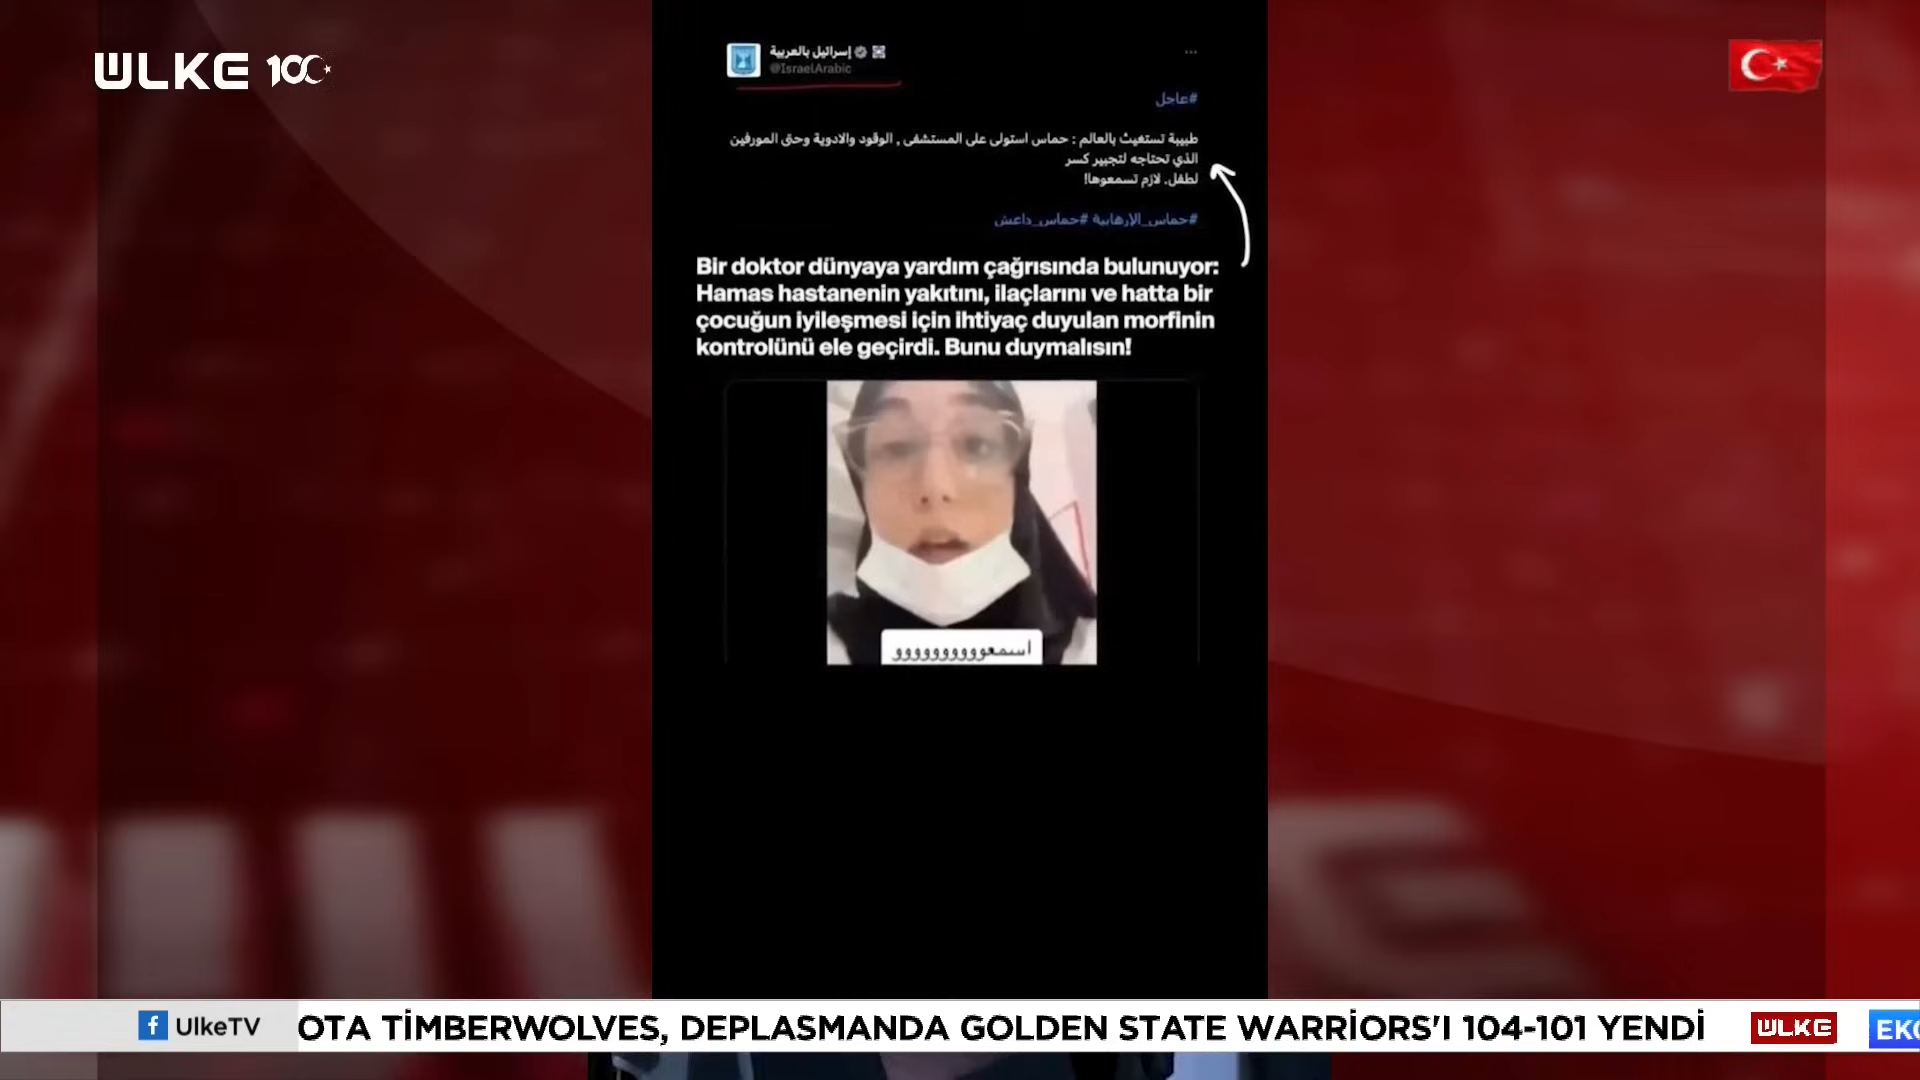 ULKE 100
إسرائيل بالعربية
@IsraelArabic
#عاجل
طبيبة تستغيث بالعالم : حماس استولى على المستشفى , الوقود والادوية وحتى المورفين
الذي تحتاجه لتجبير كسر
لطفل. لازم تسمعوها!
#حماس_الإرهابية #حماس_داعش
Bir doktor dünyaya yardım çağrısında bulunuyor:
Hamas hastanenin yakıtını, ilaçlarını ve hatta bir
çocuğun iyileşmesi için ihtiyaç duyulan morfinin
kontrolünü ele geçirdi. Bunu duymalısın!
اسمعوووووووووو
UlkeTV
OTA TİMBERWOLVES, DEPLASMANDA GOLDEN STATE WARRİORS'I 104-101 YENDİ
ULKE
EKO